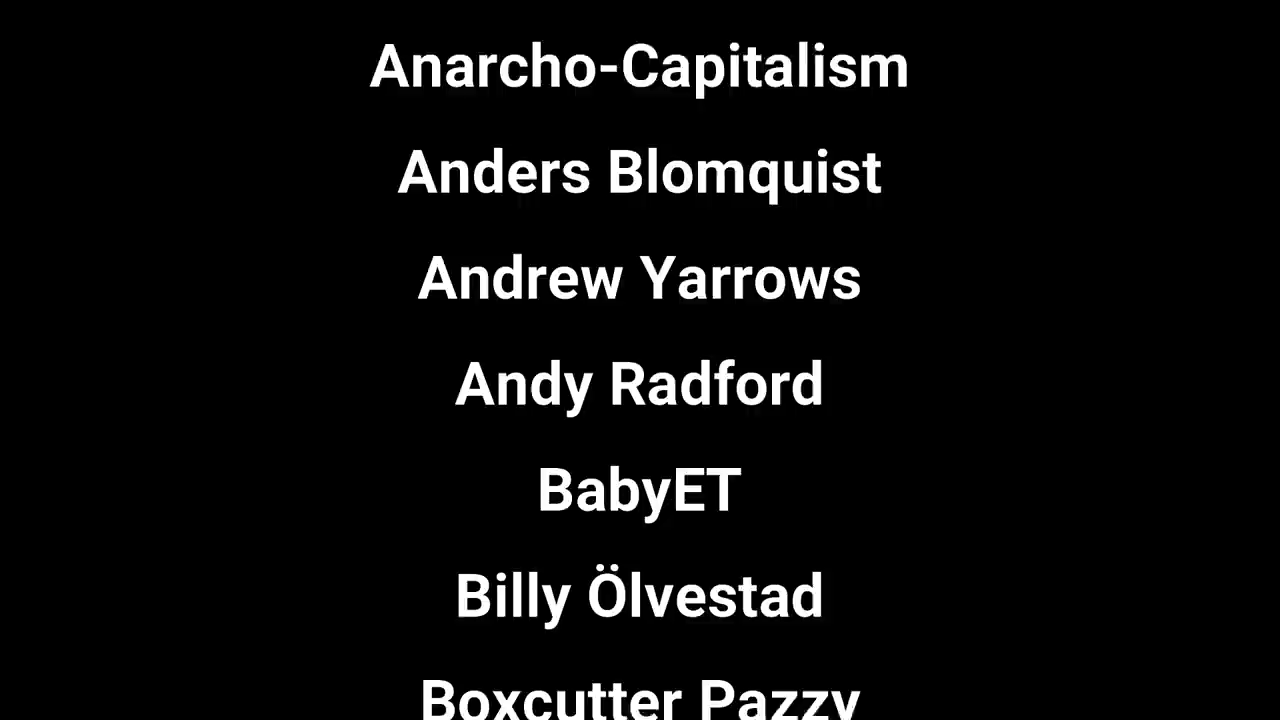 Anarcho-Capitalism
Anders Blomquist
Andrew Yarrows
Andy Radford
BabyET
Billy Ölvestad
Boxcutter Pazzy